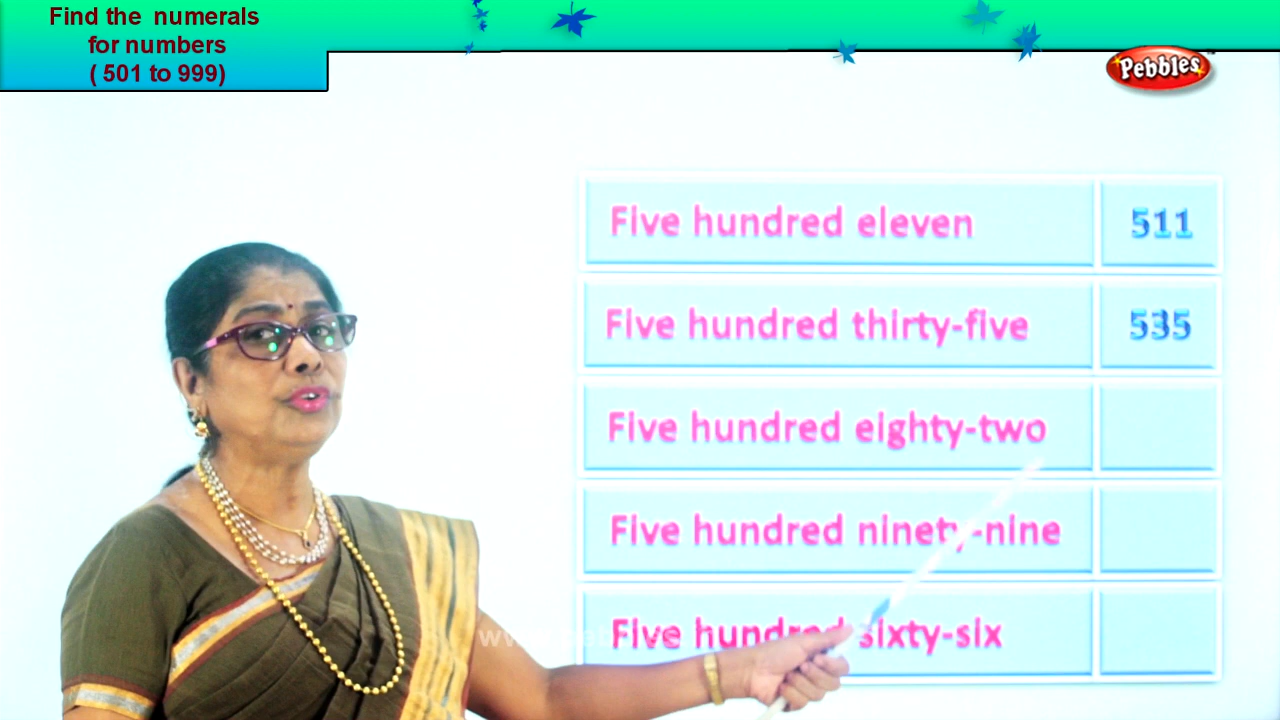 Find the numerals
for numbers
( 501 to 999)
Pebbles
Five hundred eleven 511
Five hundred thirty-five 535
Five hundred eighty-two
Five hundred ninety-nine
Five hundred sixty-six